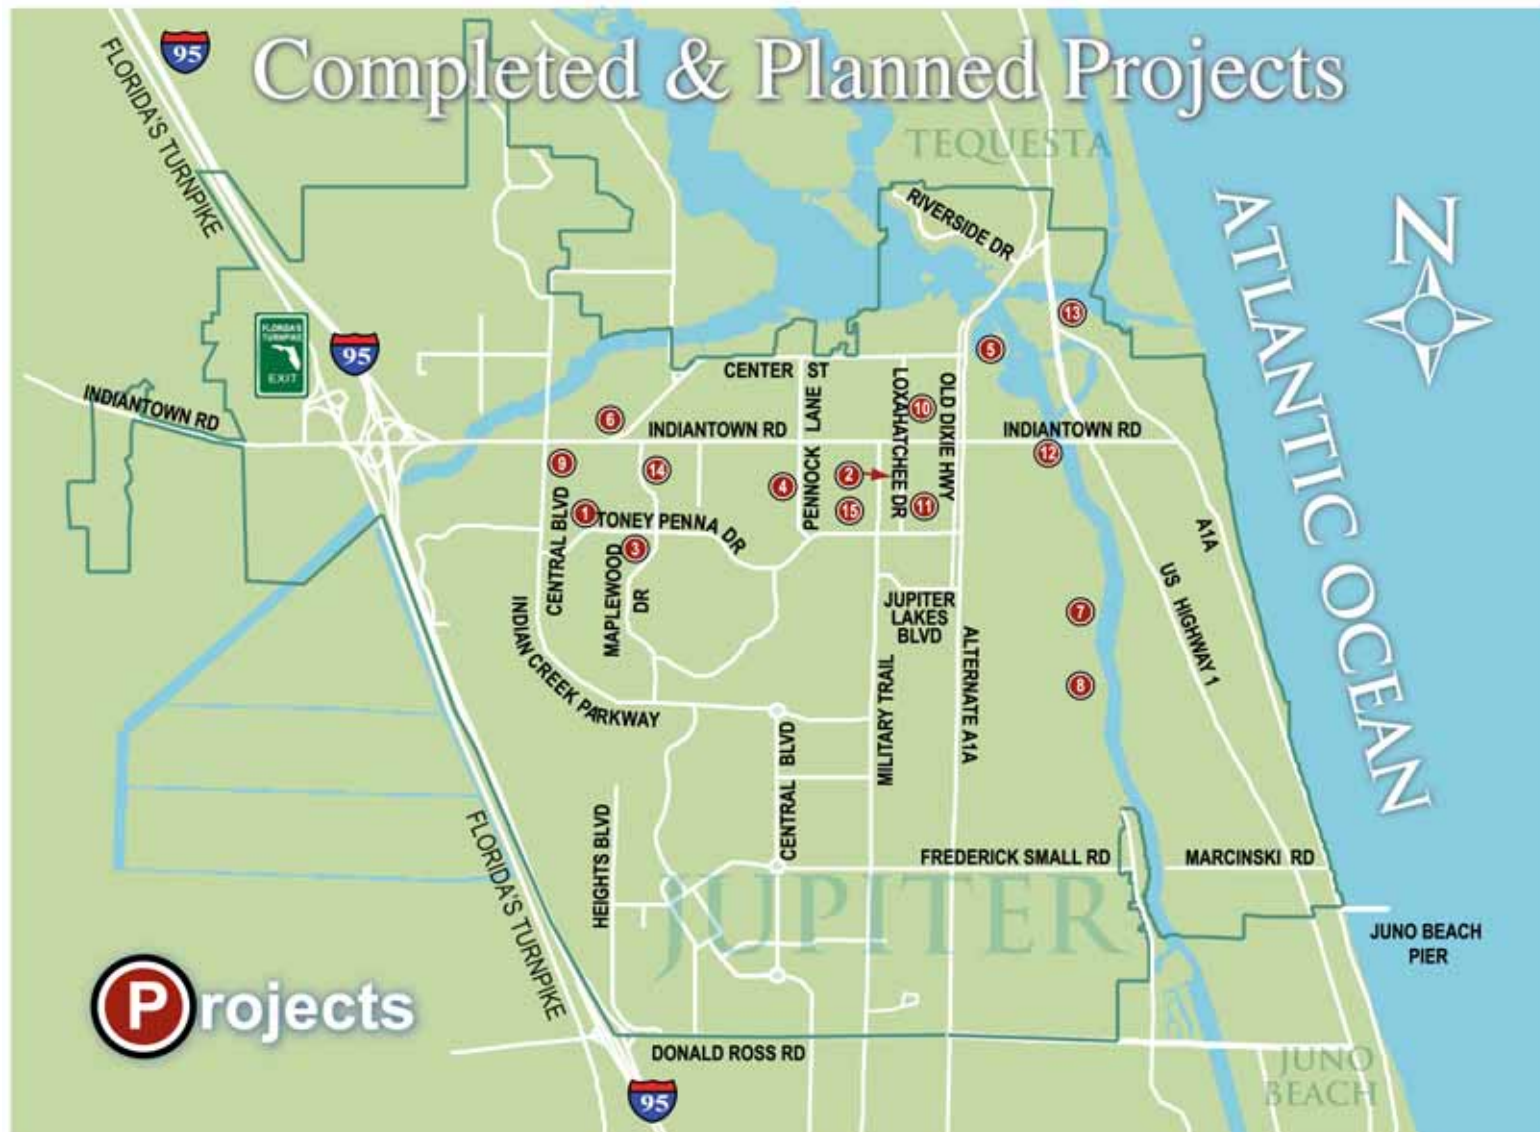 Completed & Planned Projects
95
FLORIDA'S TURNPIKE
TEQUESTA
RIVERSIDE DR
N
ATLANTIC OCEAN
13
FLORIDA'S
TURNPIKE
EXIT
95
5
CENTER ST
INDIANTOWN RD
6
10
INDIANTOWN RD
PENNOCK LANE
LOXAHATCHEE DR
OLD DIXIE HWY
INDIANTOWN RD
12
9
14
4
2
15
11
A1A
1
TONEY PENNA DR
CENTRAL BLVD
3
MAPLEWOOD
DR
US HIGHWAY 1
JUPITER
LAKES
BLVD
7
8
INDIAN CREEK PARKWAY
MILITARY TRAIL
ALTERNATE A1A
CENTRAL BLVD
HEIGHTS BLVD
FLORIDA'S TURNPIKE
FREDERICK SMALL RD
MARCINSKI RD
JUPITER
JUNO BEACH
PIER
Projects
DONALD ROSS RD
JUNO
BEACH
95